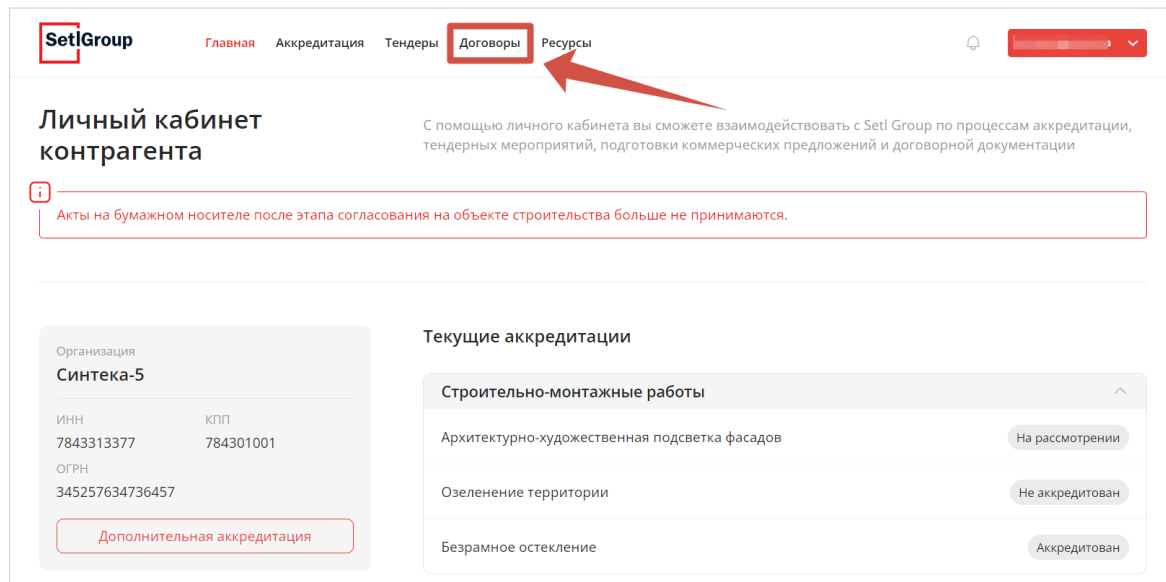 SetlGroup
Главная Аккредитация Тендеры Договоры Ресурсы
Личный кабинет
контрагента
С помощью личного кабинета вы сможете взаимодействовать с Setl Group по процессам аккредитации,
тендерных мероприятий, подготовки коммерческих предложений и договорной документации
Акты на бумажном носителе после этапа согласования на объекте строительства больше не принимаются.
Организация
Синтека-5
ИНН КПП
7843313377 784301001
ОГРН
345257634736457
Дополнительная аккредитация
Текущие аккредитации
Строительно-монтажные работы
Архитектурно-художественная подсветка фасадов На рассмотрении
Озеленение территории Не аккредитован
Безрамное остекление Аккредитован